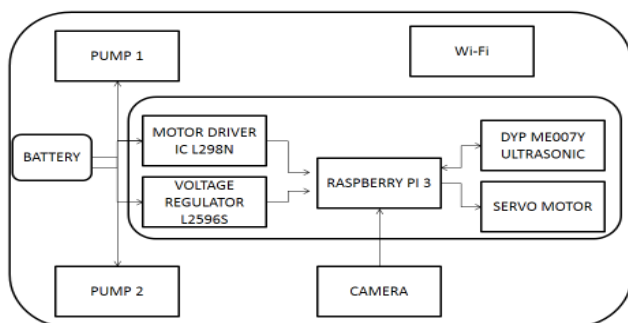 PUMP 1
Wi-Fi
MOTOR DRIVER
IC L298N
DYP ME007Y
ULTRASONIC
BATTERY
RASPBERRY PI 3
VOLTAGE
REGULATOR
L2596S
SERVO MOTOR
PUMP 2
CAMERA